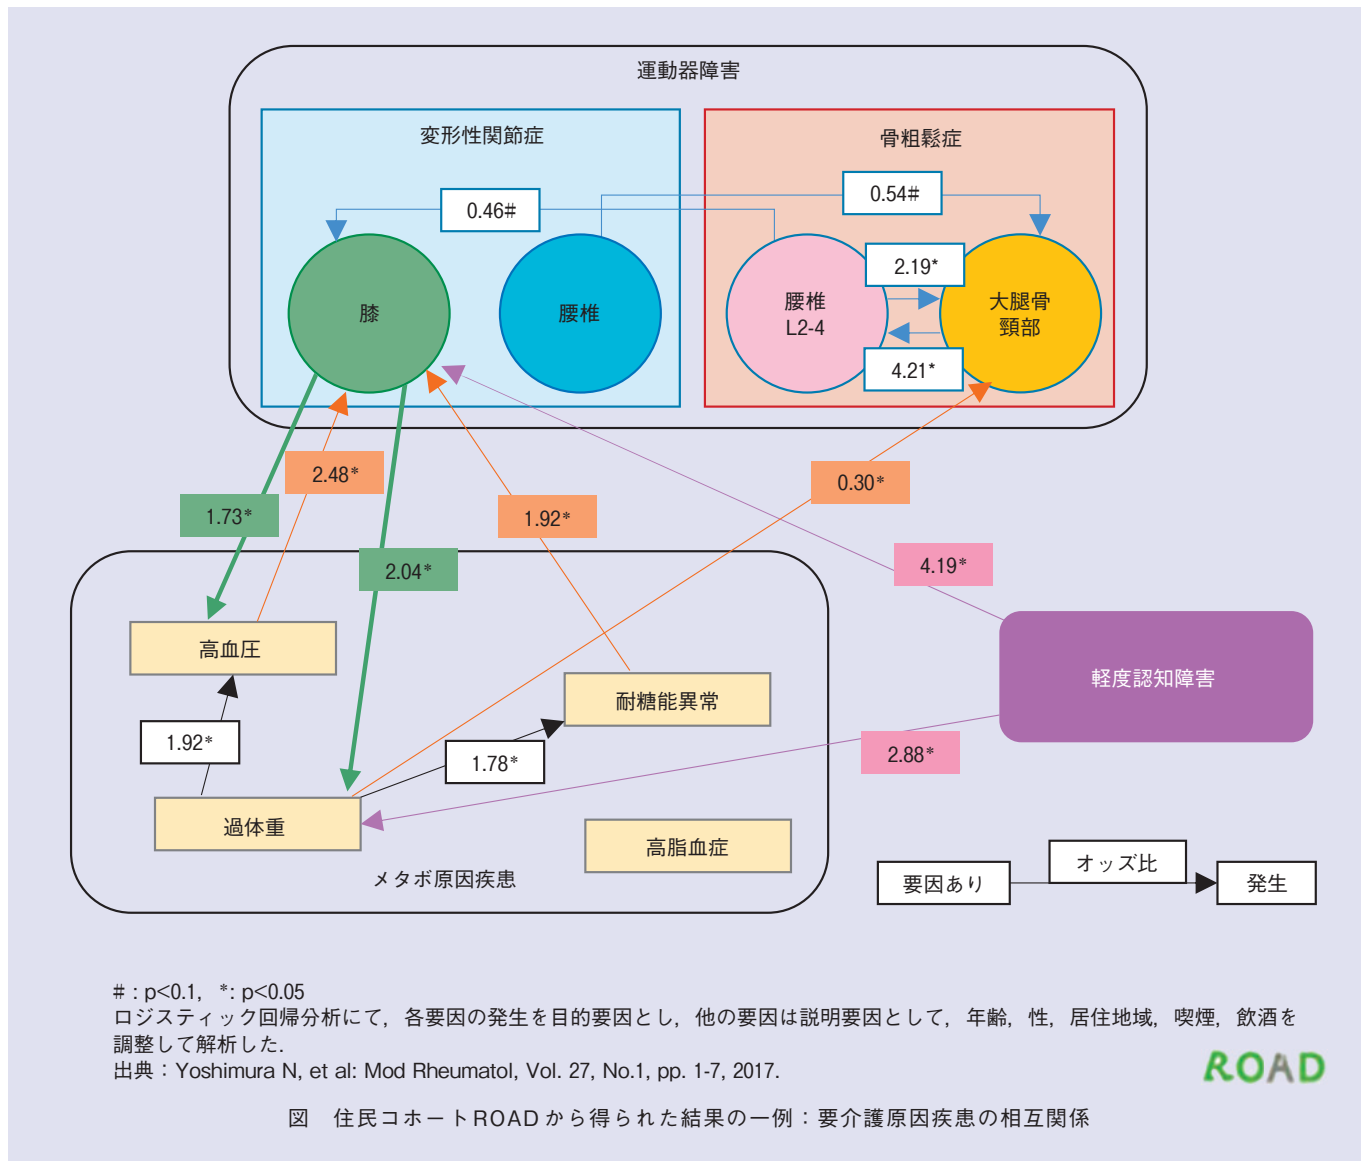 運動器障害
変形性関節症
骨粗鬆症
0.46#
0.54#
膝
腰椎
腰椎
L2-4
2.19*
4.21*
大腿骨
頸部
2.48*
1.73*
1.92*
0.30*
2.04*
4.19*
高血圧
軽度認知障害
耐糖能異常
1.92*
1.78*
2.88*
過体重
高脂血症
メタボ原因疾患
要因あり
オッズ比
発生
#:p<0.1, *:p<0.05
ロジスティック回帰分析にて,各要因の発生を目的要因とし,他の要因は説明要因として,年齢,性,居住地域,喫煙,飲酒を
調整して解析した.
出典:Yoshimura N, et al: Mod Rheumatol, Vol. 27, No.1, pp. 1-7, 2017.
ROAD
図 住民コホートROADから得られた結果の一例:要介護原因疾患の相互関係